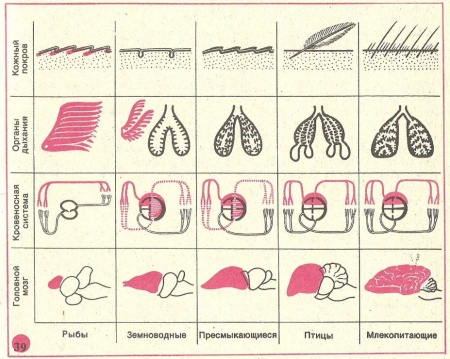 Кожный
покров
Органы
дыхания
Кровеносная
система
Головной
мозг
Рыбы Земноводные Пресмыкающиеся Птицы Млекопитающие
39